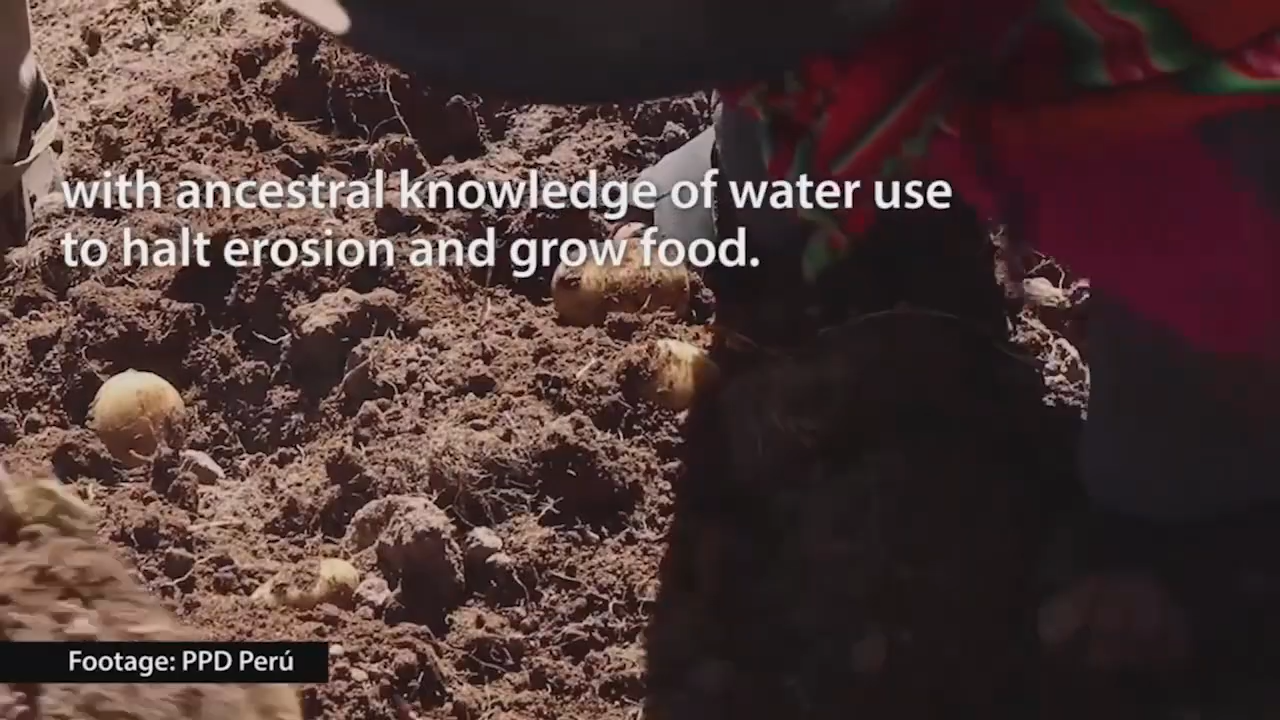 with ancestral knowledge of water use
to halt erosion and grow food.
Footage: PPD Perú